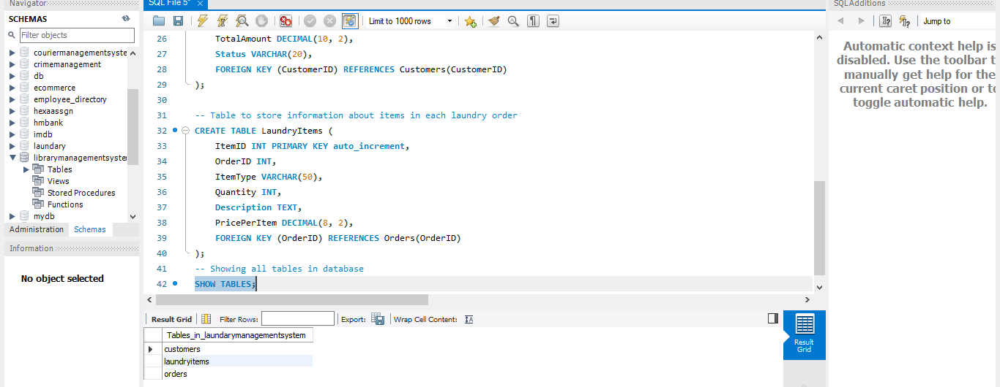 Navigator
SCHEMAS
Filter objects
couriermanagementsyste
crimemanagement
db
ecommerce
employee_directory
hexaassgn
hmbank
imdb
laundary
librarymanagementsyste
Tables
Views
Stored Procedures
Functions
mydb
Administration Schemas
Information
No object selected
SQL File 5*
Limit to 1000 rows
26 TotalAmount DECIMAL(10, 2),
27 Status VARCHAR(20),
28 FOREIGN KEY (CustomerID) REFERENCES Customers(CustomerID)
29 );
30
31 -- Table to store information about items in each laundry order
32 CREATE TABLE LaundryItems (
33 ItemID INT PRIMARY KEY auto_increment,
34 OrderID INT,
35 ItemType VARCHAR(50),
36 Quantity INT,
37 Description TEXT,
38 PricePerItem DECIMAL(8, 2),
39 FOREIGN KEY (OrderID) REFERENCES Orders(OrderID)
40 );
41 -- Showing all tables in database
42 SHOW TABLES;
Result Grid Filter Rows: Export: Wrap Cell Content:
Tables_in_laundarymanagementsystem
customers
laundryitems
orders
Result
Grid
SQLAdditions
Jump to
Automatic context help is
disabled. Use the toolbar t
manually get help for the
current caret position or to
toggle automatic help.